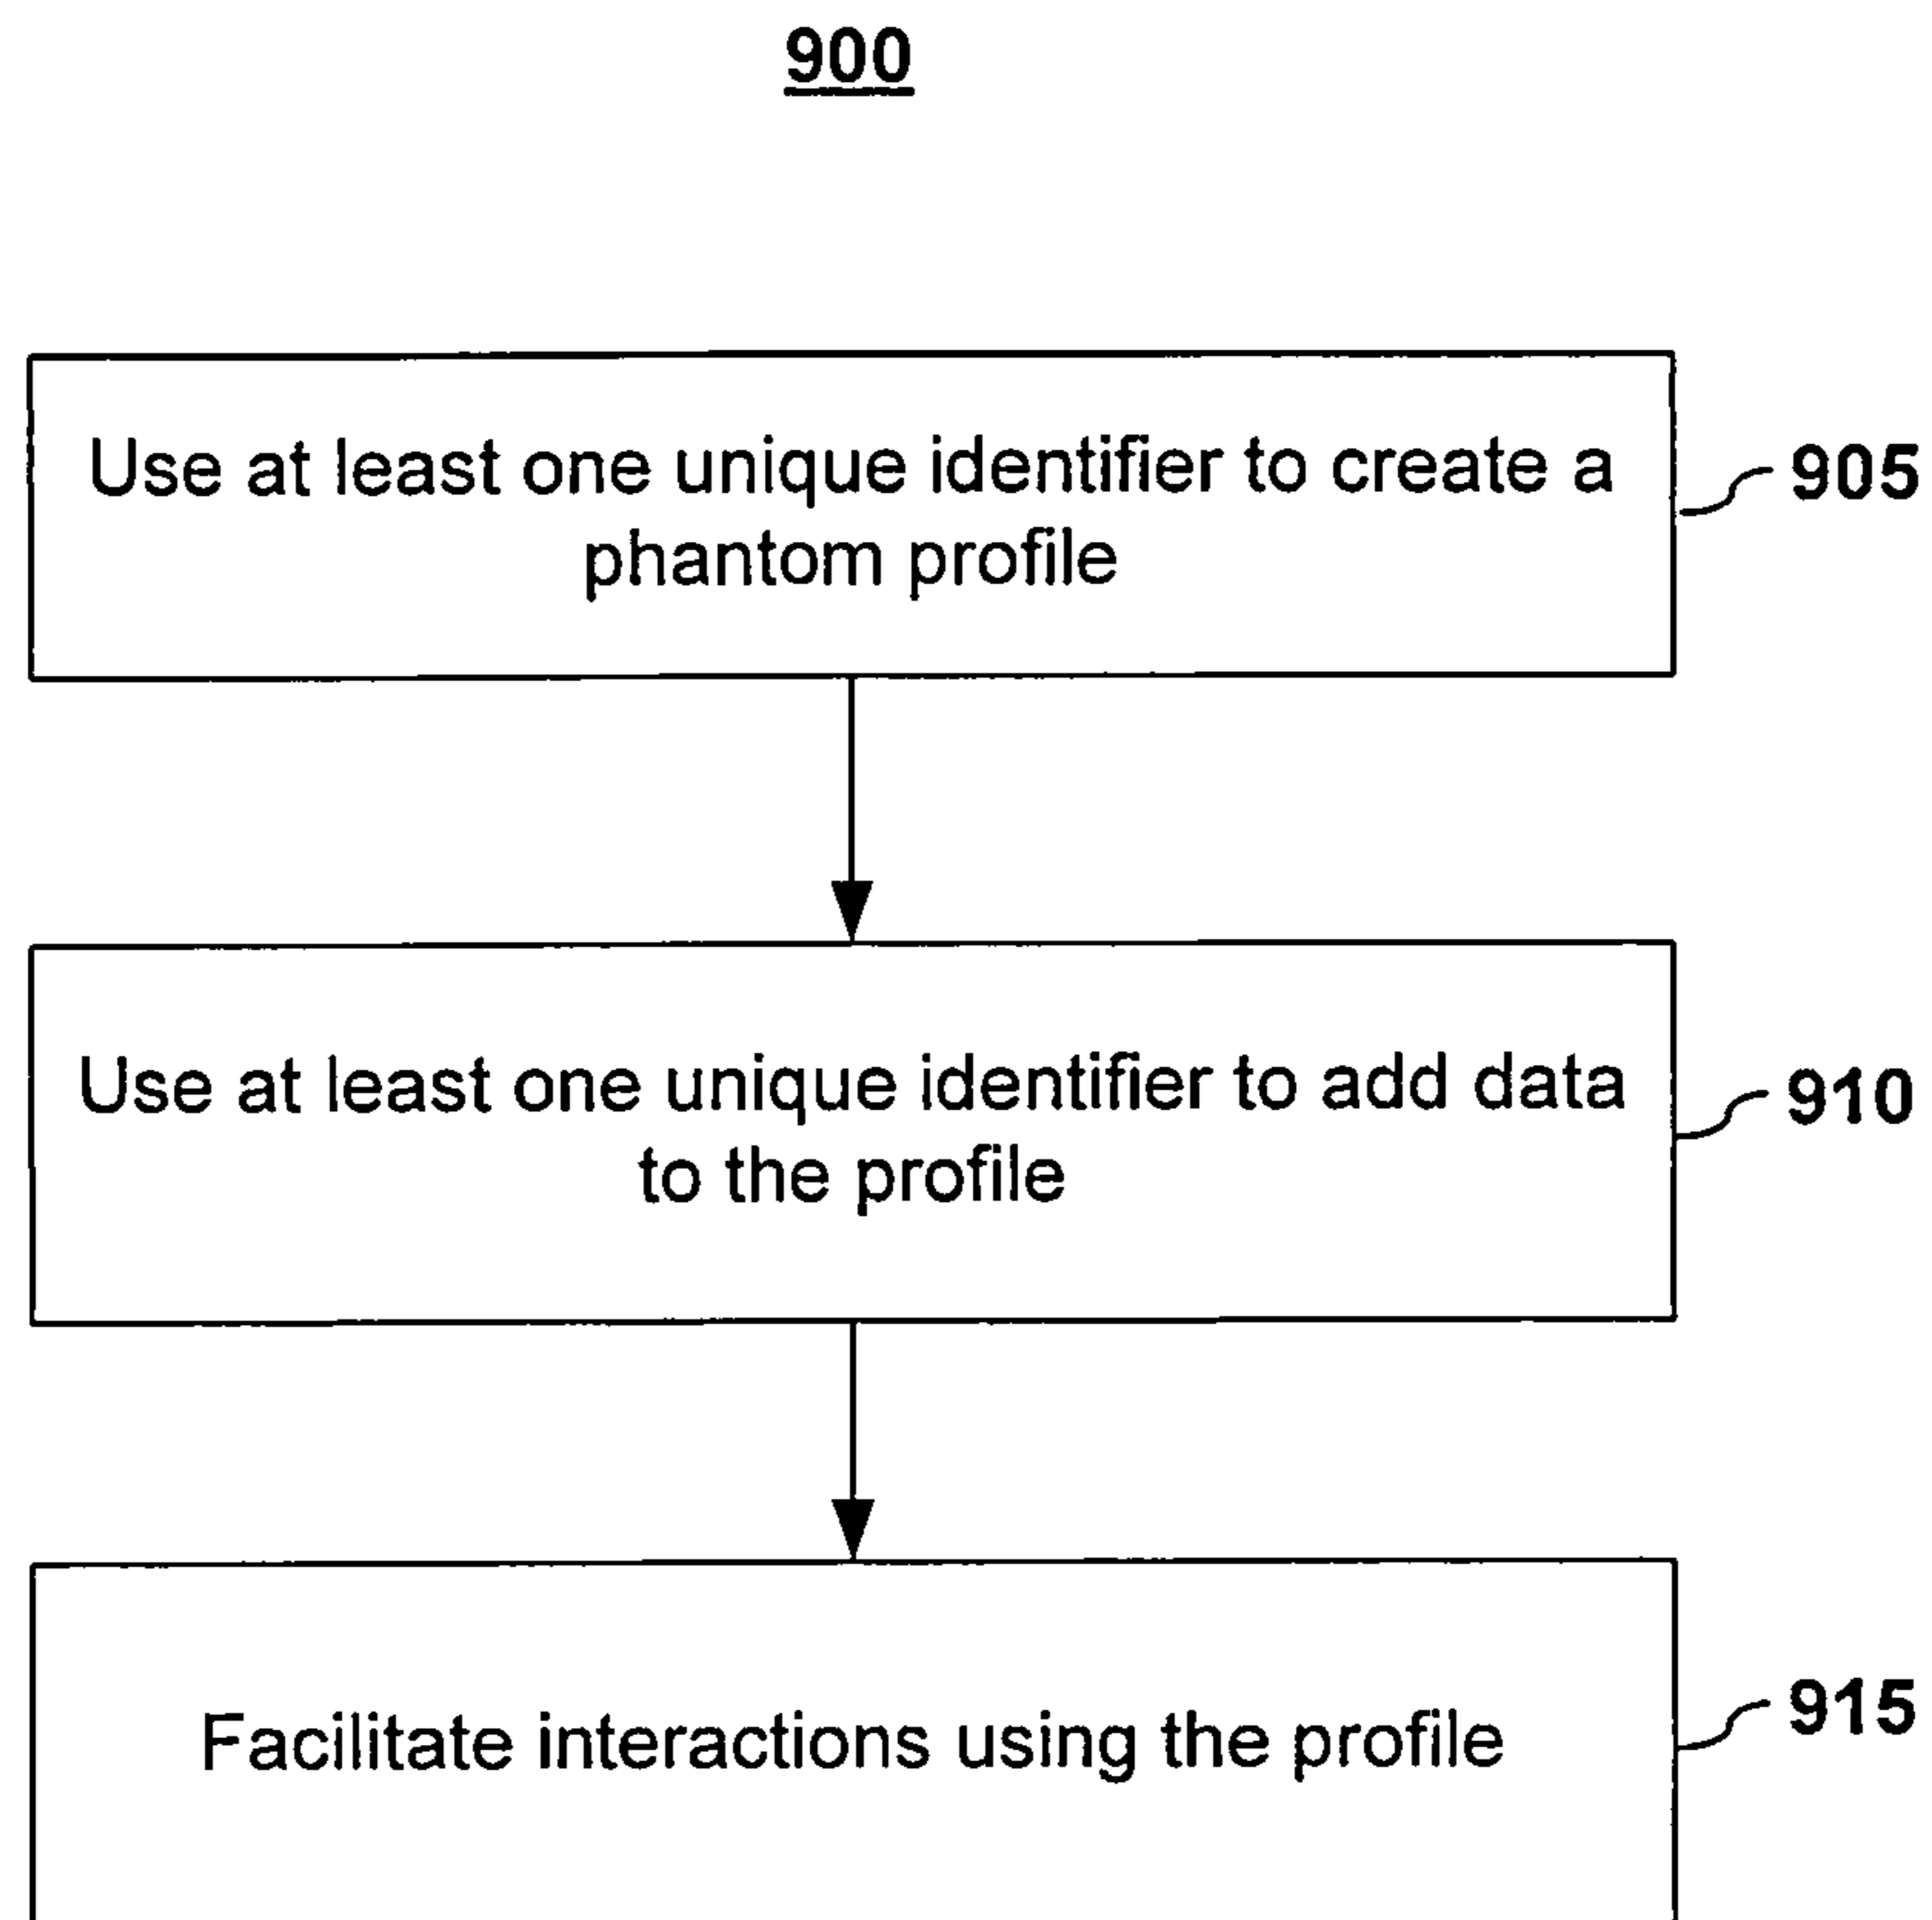 900
Use at least one unique identifier to create a
phantom profile
905
Use at least one unique identifier to add data
to the profile
910
Facilitate interactions using the profile
915